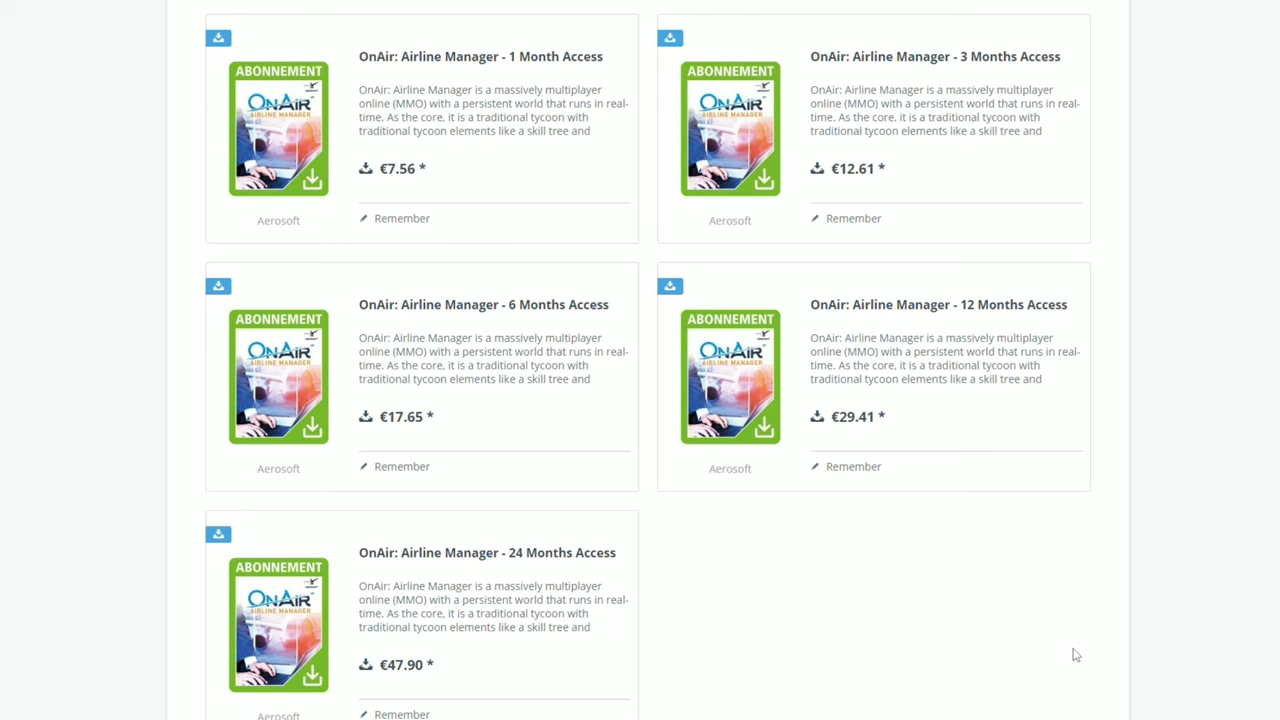 OnAir: Airline Manager - 1 Month Access
ABONNEMENT
ONAIR
AIRLINE MANAGER
OnAir: Airline Manager is a massively multiplayer
online (MMO) with a persistent world that runs in real-
time. As the core, it is a traditional tycoon with
traditional tycoon elements like a skill tree and
€7.56 *
Aerosoft
Remember
OnAir: Airline Manager - 3 Months Access
ABONNEMENT
ONAIR
AIRLINE MANAGER
OnAir: Airline Manager is a massively multiplayer
online (MMO) with a persistent world that runs in real-
time. As the core, it is a traditional tycoon with
traditional tycoon elements like a skill tree and
€12.61 *
Aerosoft
Remember
OnAir: Airline Manager - 6 Months Access
ABONNEMENT
ONAIR
AIRLINE MANAGER
OnAir: Airline Manager is a massively multiplayer
online (MMO) with a persistent world that runs in real-
time. As the core, it is a traditional tycoon with
traditional tycoon elements like a skill tree and
€17.65 *
Aerosoft
Remember
OnAir: Airline Manager - 12 Months Access
ABONNEMENT
ONAIR
AIRLINE MANAGER
OnAir: Airline Manager is a massively multiplayer
online (MMO) with a persistent world that runs in real-
time. As the core, it is a traditional tycoon with
traditional tycoon elements like a skill tree and
€29.41 *
Aerosoft
Remember
OnAir: Airline Manager - 24 Months Access
ABONNEMENT
ONAIR
AIRLINE MANAGER
OnAir: Airline Manager is a massively multiplayer
online (MMO) with a persistent world that runs in real-
time. As the core, it is a traditional tycoon with
traditional tycoon elements like a skill tree and
€47.90 *
Aerosoft
Remember